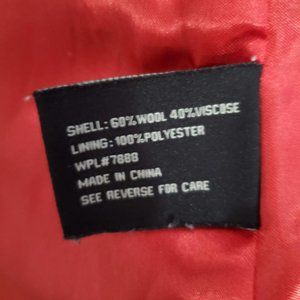 SHELL: 60%WOOL 40%VISCOSE
LINING: 100%POLYESTER
WPL#7888
MADE IN CHINA
SEE REVERSE FOR CARE